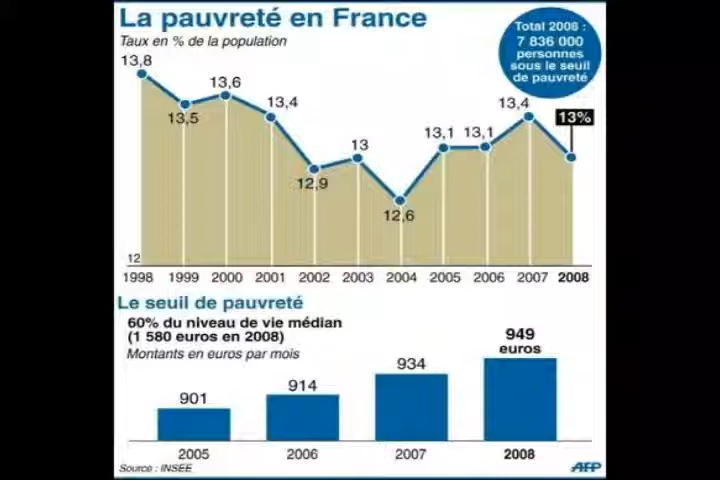 La pauvreté en France
Taux en % de la population
Total 2008 :
7 836 000
personnes
sous le seuil
de pauvreté
13,8
13,5
13,6
13,4
12,9
13
12,6
13,1
13,1
13,4
13%
12
1998 1999 2000 2001 2002 2003 2004 2005 2006 2007 2008
Le seuil de pauvreté
60% du niveau de vie médian
(1 580 euros en 2008)
Montants en euros par mois
901
914
934
949
euros
2005 2006 2007 2008
Source : INSEE
AFP